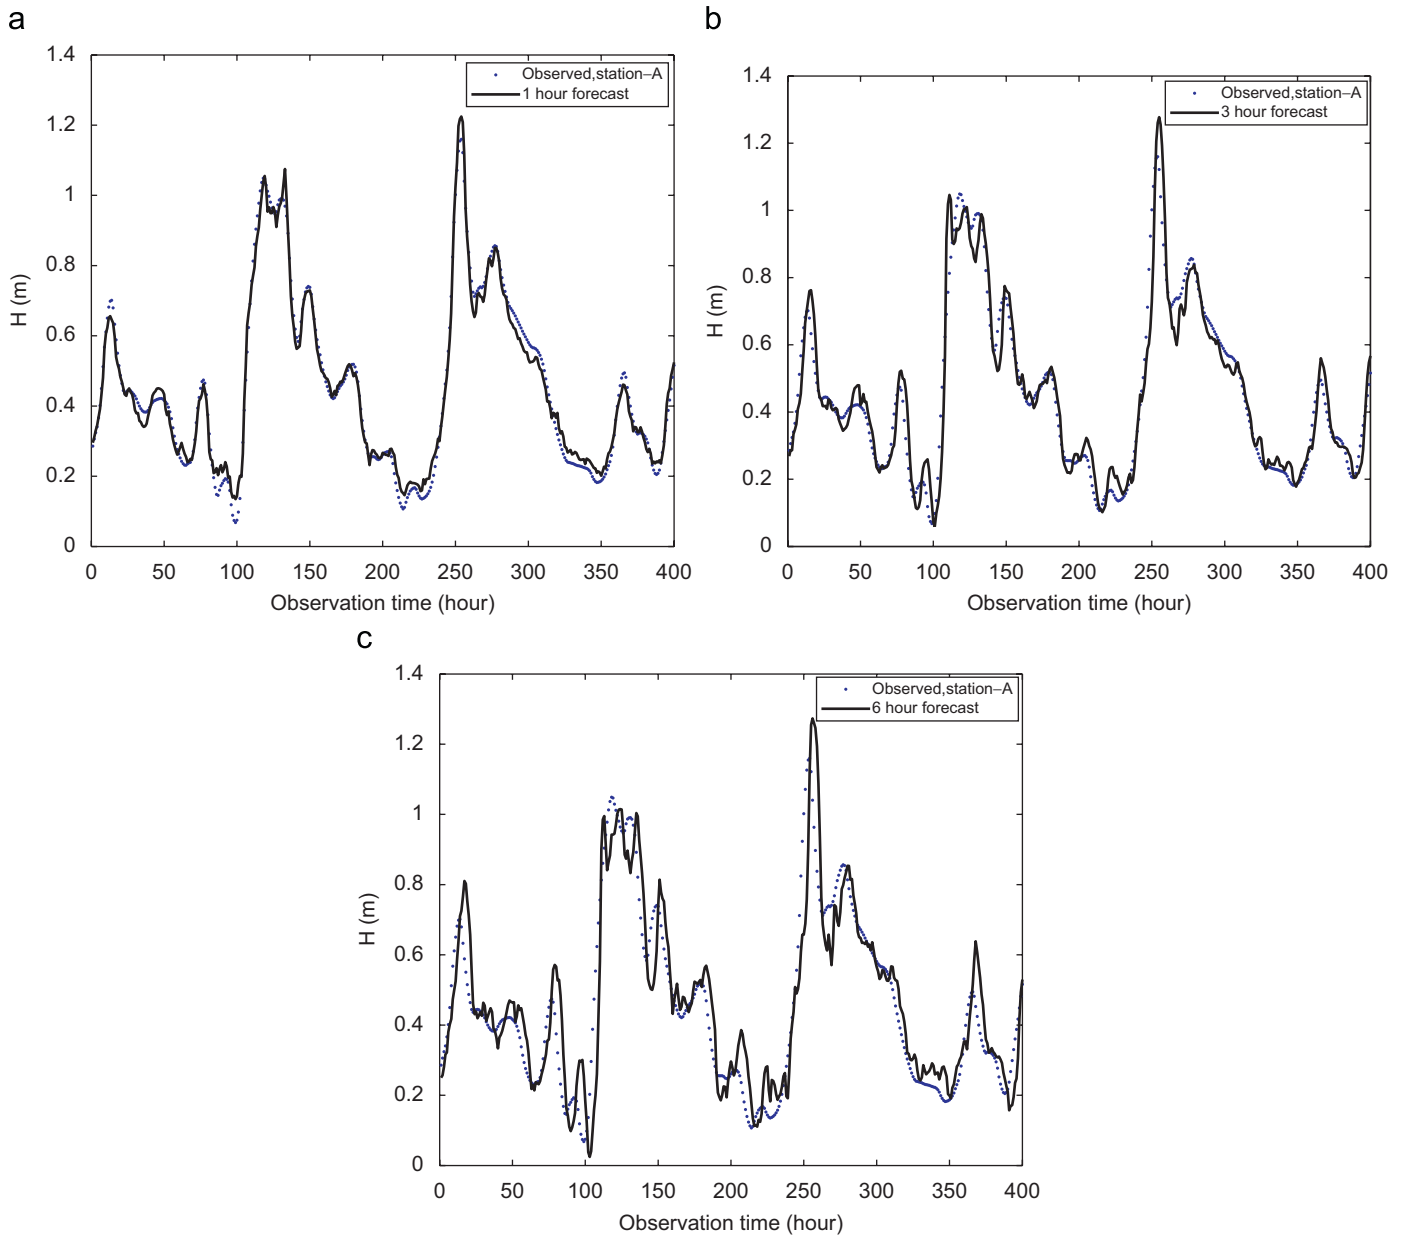 a
1.4
1.2
1
0.8
0.6
0.4
0.2
0
H (m)
Observed,station–A
1 hour forecast
0 50 100 150 200 250 300 350 400
Observation time (hour)
b
1.4
1.2
1
0.8
0.6
0.4
0.2
0
H (m)
Observed,station–A
3 hour forecast
0 50 100 150 200 250 300 350 400
Observation time (hour)
c
1.4
1.2
1
0.8
0.6
0.4
0.2
0
H (m)
Observed,station–A
6 hour forecast
0 50 100 150 200 250 300 350 400
Observation time (hour)